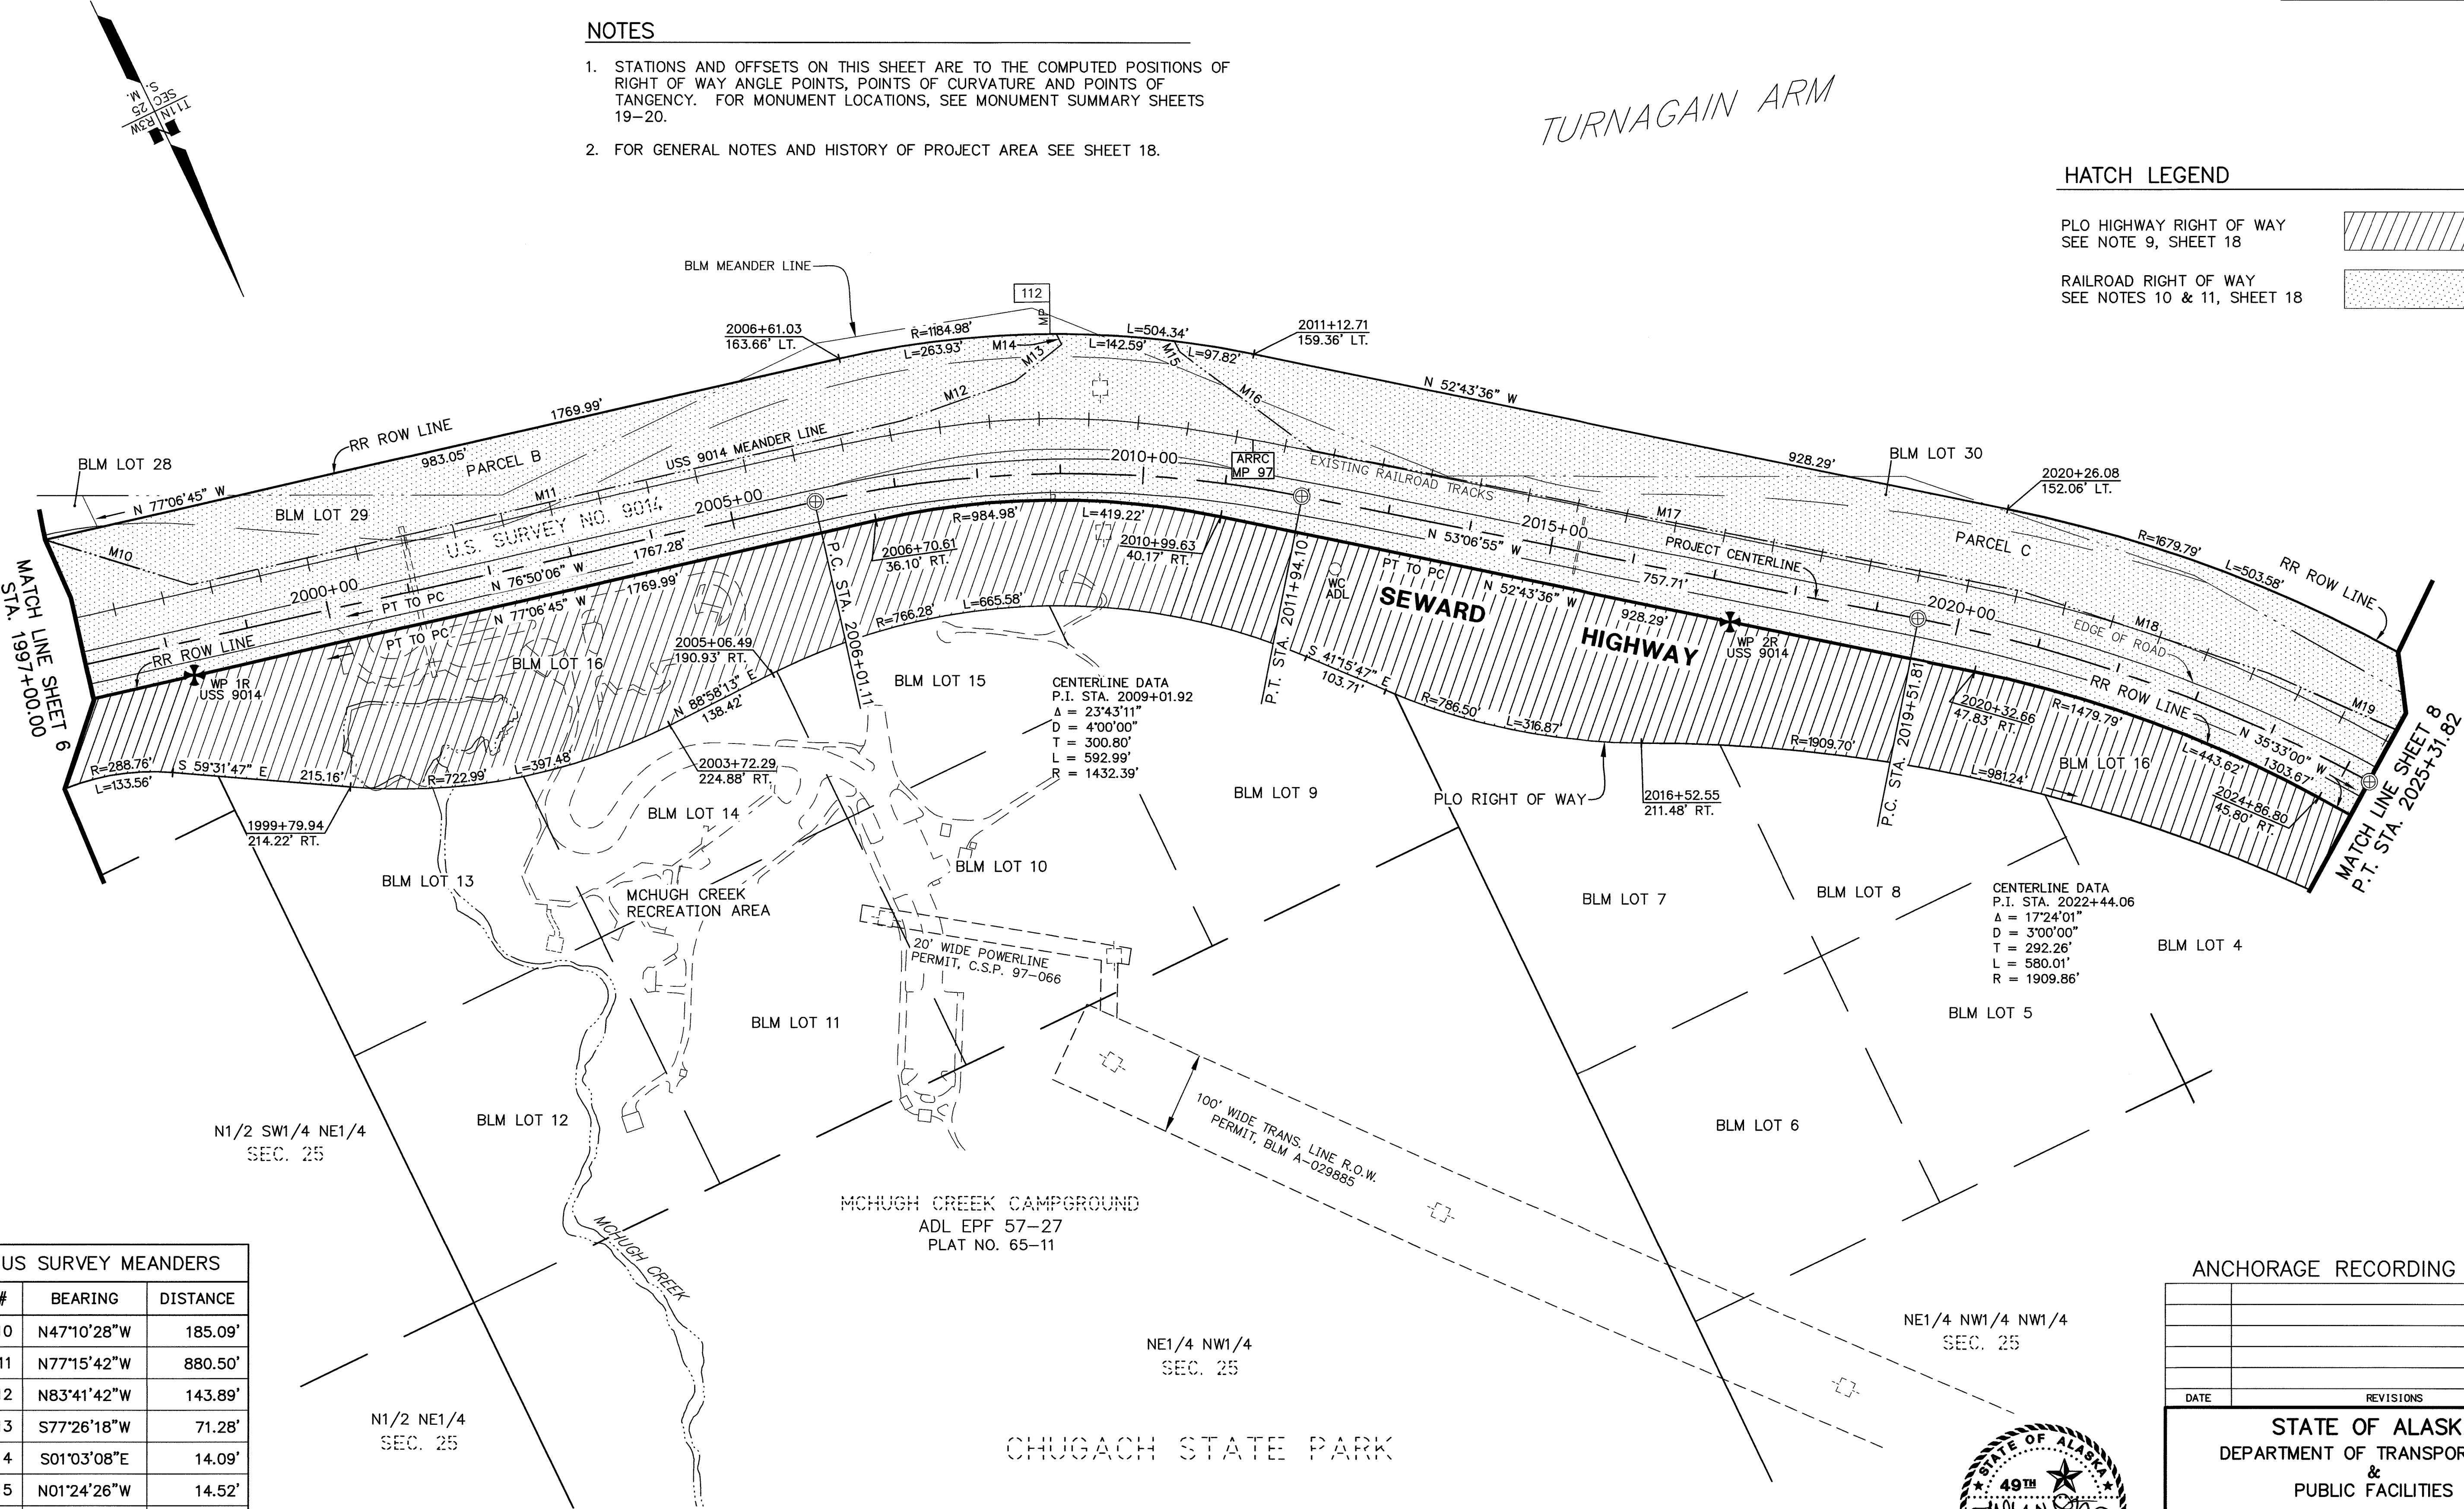 NOTES
1. STATIONS AND OFFSETS ON THIS SHEET ARE TO THE COMPUTED POSITIONS OF
RIGHT OF WAY ANGLE POINTS, POINTS OF CURVATURE AND POINTS OF
TANGENCY. FOR MONUMENT LOCATIONS, SEE MONUMENT SUMMARY SHEETS
19-20.
2. FOR GENERAL NOTES AND HISTORY OF PROJECT AREA SEE SHEET 18.
T11N R3W
SEC 25
S. M.
TURNAGAIN ARM
HATCH LEGEND
PLO HIGHWAY RIGHT OF WAY
SEE NOTE 9, SHEET 18
RAILROAD RIGHT OF WAY
SEE NOTES 10 & 11, SHEET 18
BLM MEANDER LINE
112
MP
2006+61.03
163.66' LT.
R=1184.98'
L=504.34'
L=263.93'
M14
M13
L=142.59'
M15
L=97.82'
2011+12.71
159.36' LT.
N 52°43'36" W
1769.99'
RR ROW LINE
983.05'
PARCEL B
M12
M16
USS 9014 MEANDER LINE
928.29'
BLM LOT 30
2020+26.08
152.06' LT.
BLM LOT 28
N 77°06'45" W
BLM LOT 29
M10
M11
U.S. SURVEY NO. 9014
2000+00
2005+00
2010+00
ARRC
MP 97
EXISTING RAILROAD TRACKS
2015+00
M17
PROJECT CENTERLINE
PARCEL C
R=1679.79'
L=503.58'
RR ROW LINE
1767.28'
N 76°50'06" W
PT TO PC
N 77°06'45" W
1769.99'
PT TO PC
RR ROW LINE
MATCH LINE SHEET 6
STA. 1997+00.00
WP 1R
USS 9014
BLM LOT 16
2006+70.61
36.10' RT.
R=984.98'
L=419.22'
2010+99.63
40.17' RT.
P.C. STA. 2006+01.11
P.T. STA. 2011+94.10
N 53°06'55" W
757.71'
PT TO PC
WC
ADL
N 52°43'36" W
928.29'
SEWARD
HIGHWAY
WP 2R
USS 9014
2020+00
EDGE OF ROAD
M18
M19
RR ROW LINE
P.C. STA. 2019+51.81
2020+32.66
47.83' RT.
R=1479.79'
L=443.62'
N 35°33'00" W
1303.67'
2024+86.80
45.80' RT.
MATCH LINE SHEET 8
P.T. STA. 2025+31.82
R=766.28'
L=665.58'
2005+06.49
190.93' RT.
N 88°58'13" E
138.42'
BLM LOT 15
S 41°15'47" E
103.71'
R=786.50'
L=316.87'
R=1909.70'
L=981.24'
BLM LOT 16
R=288.76'
L=133.56'
S 59°31'47" E
215.16'
R=722.99'
L=397.48'
2003+72.29
224.88' RT.
1999+79.94
214.22' RT.
CENTERLINE DATA
P.I. STA. 2009+01.92
Δ = 23°43'11"
D = 4°00'00"
T = 300.80'
L = 592.99'
R = 1432.39'
PLO RIGHT OF WAY
2016+52.55
211.48' RT.
BLM LOT 14
BLM LOT 9
BLM LOT 13
BLM LOT 10
MCHUGH CREEK
RECREATION AREA
BLM LOT 7
BLM LOT 8
CENTERLINE DATA
P.I. STA. 2022+44.06
Δ = 17°24'01"
D = 3°00'00"
T = 292.26'
L = 580.01'
R = 1909.86'
BLM LOT 4
20' WIDE POWERLINE
PERMIT, C.S.P. 97-066
BLM LOT 11
BLM LOT 5
BLM LOT 12
100' WIDE TRANS. LINE R.O.W.
PERMIT, BLM A-029885
BLM LOT 6
N1/2 SW1/4 NE1/4
SEC. 25
MCHUGH CREEK
MCHUGH CREEK CAMPGROUND
ADL EPF 57-27
PLAT NO. 65-11
NE1/4 NW1/4
SEC. 25
NE1/4 NW1/4 NW1/4
SEC. 25
N1/2 NE1/4
SEC. 25
CHUGACH STATE PARK
US SURVEY MEANDERS
# BEARING DISTANCE
0 N47°10'28"W 185.09'
11 N77°15'42"W 880.50'
2 N83°41'42"W 143.89'
3 S77°26'18"W 71.28'
4 S01°03'08"E 14.09'
5 N01°24'26"W 14.52'
ANCHORAGE RECORDING
DATE REVISIONS
STATE OF ALASK
DEPARTMENT OF TRANSPOR
&
PUBLIC FACILITIES
STATE OF ALASKA
49TH